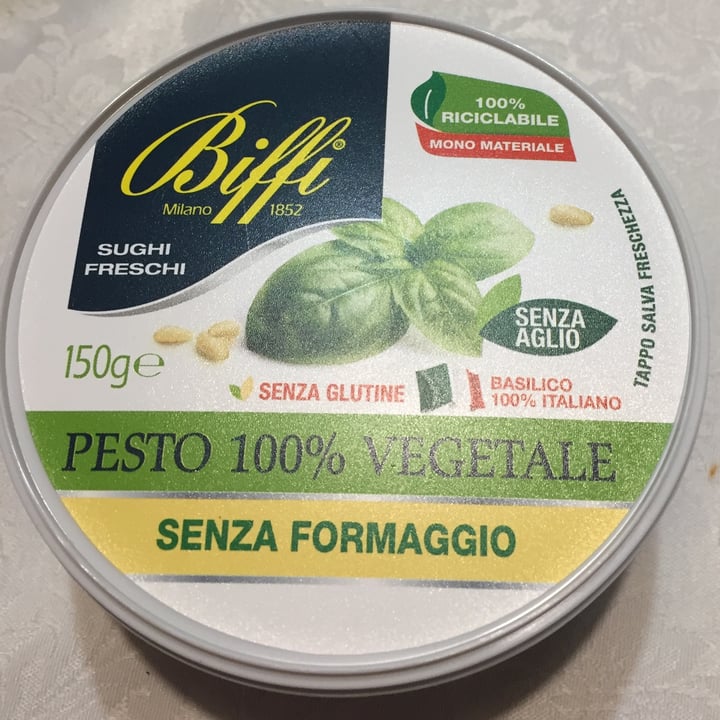 Biffi®
Milano 1852
SUGHI
FRESCHI
100%
RICICLABILE
MONO MATERIALE
TAPPO SALVA FRESCHEZZA
SENZA
AGLIO
150g℮
SENZA GLUTINE
BASILICO
100% ITALIANO
PESTO 100% VEGETALE
SENZA FORMAGGIO